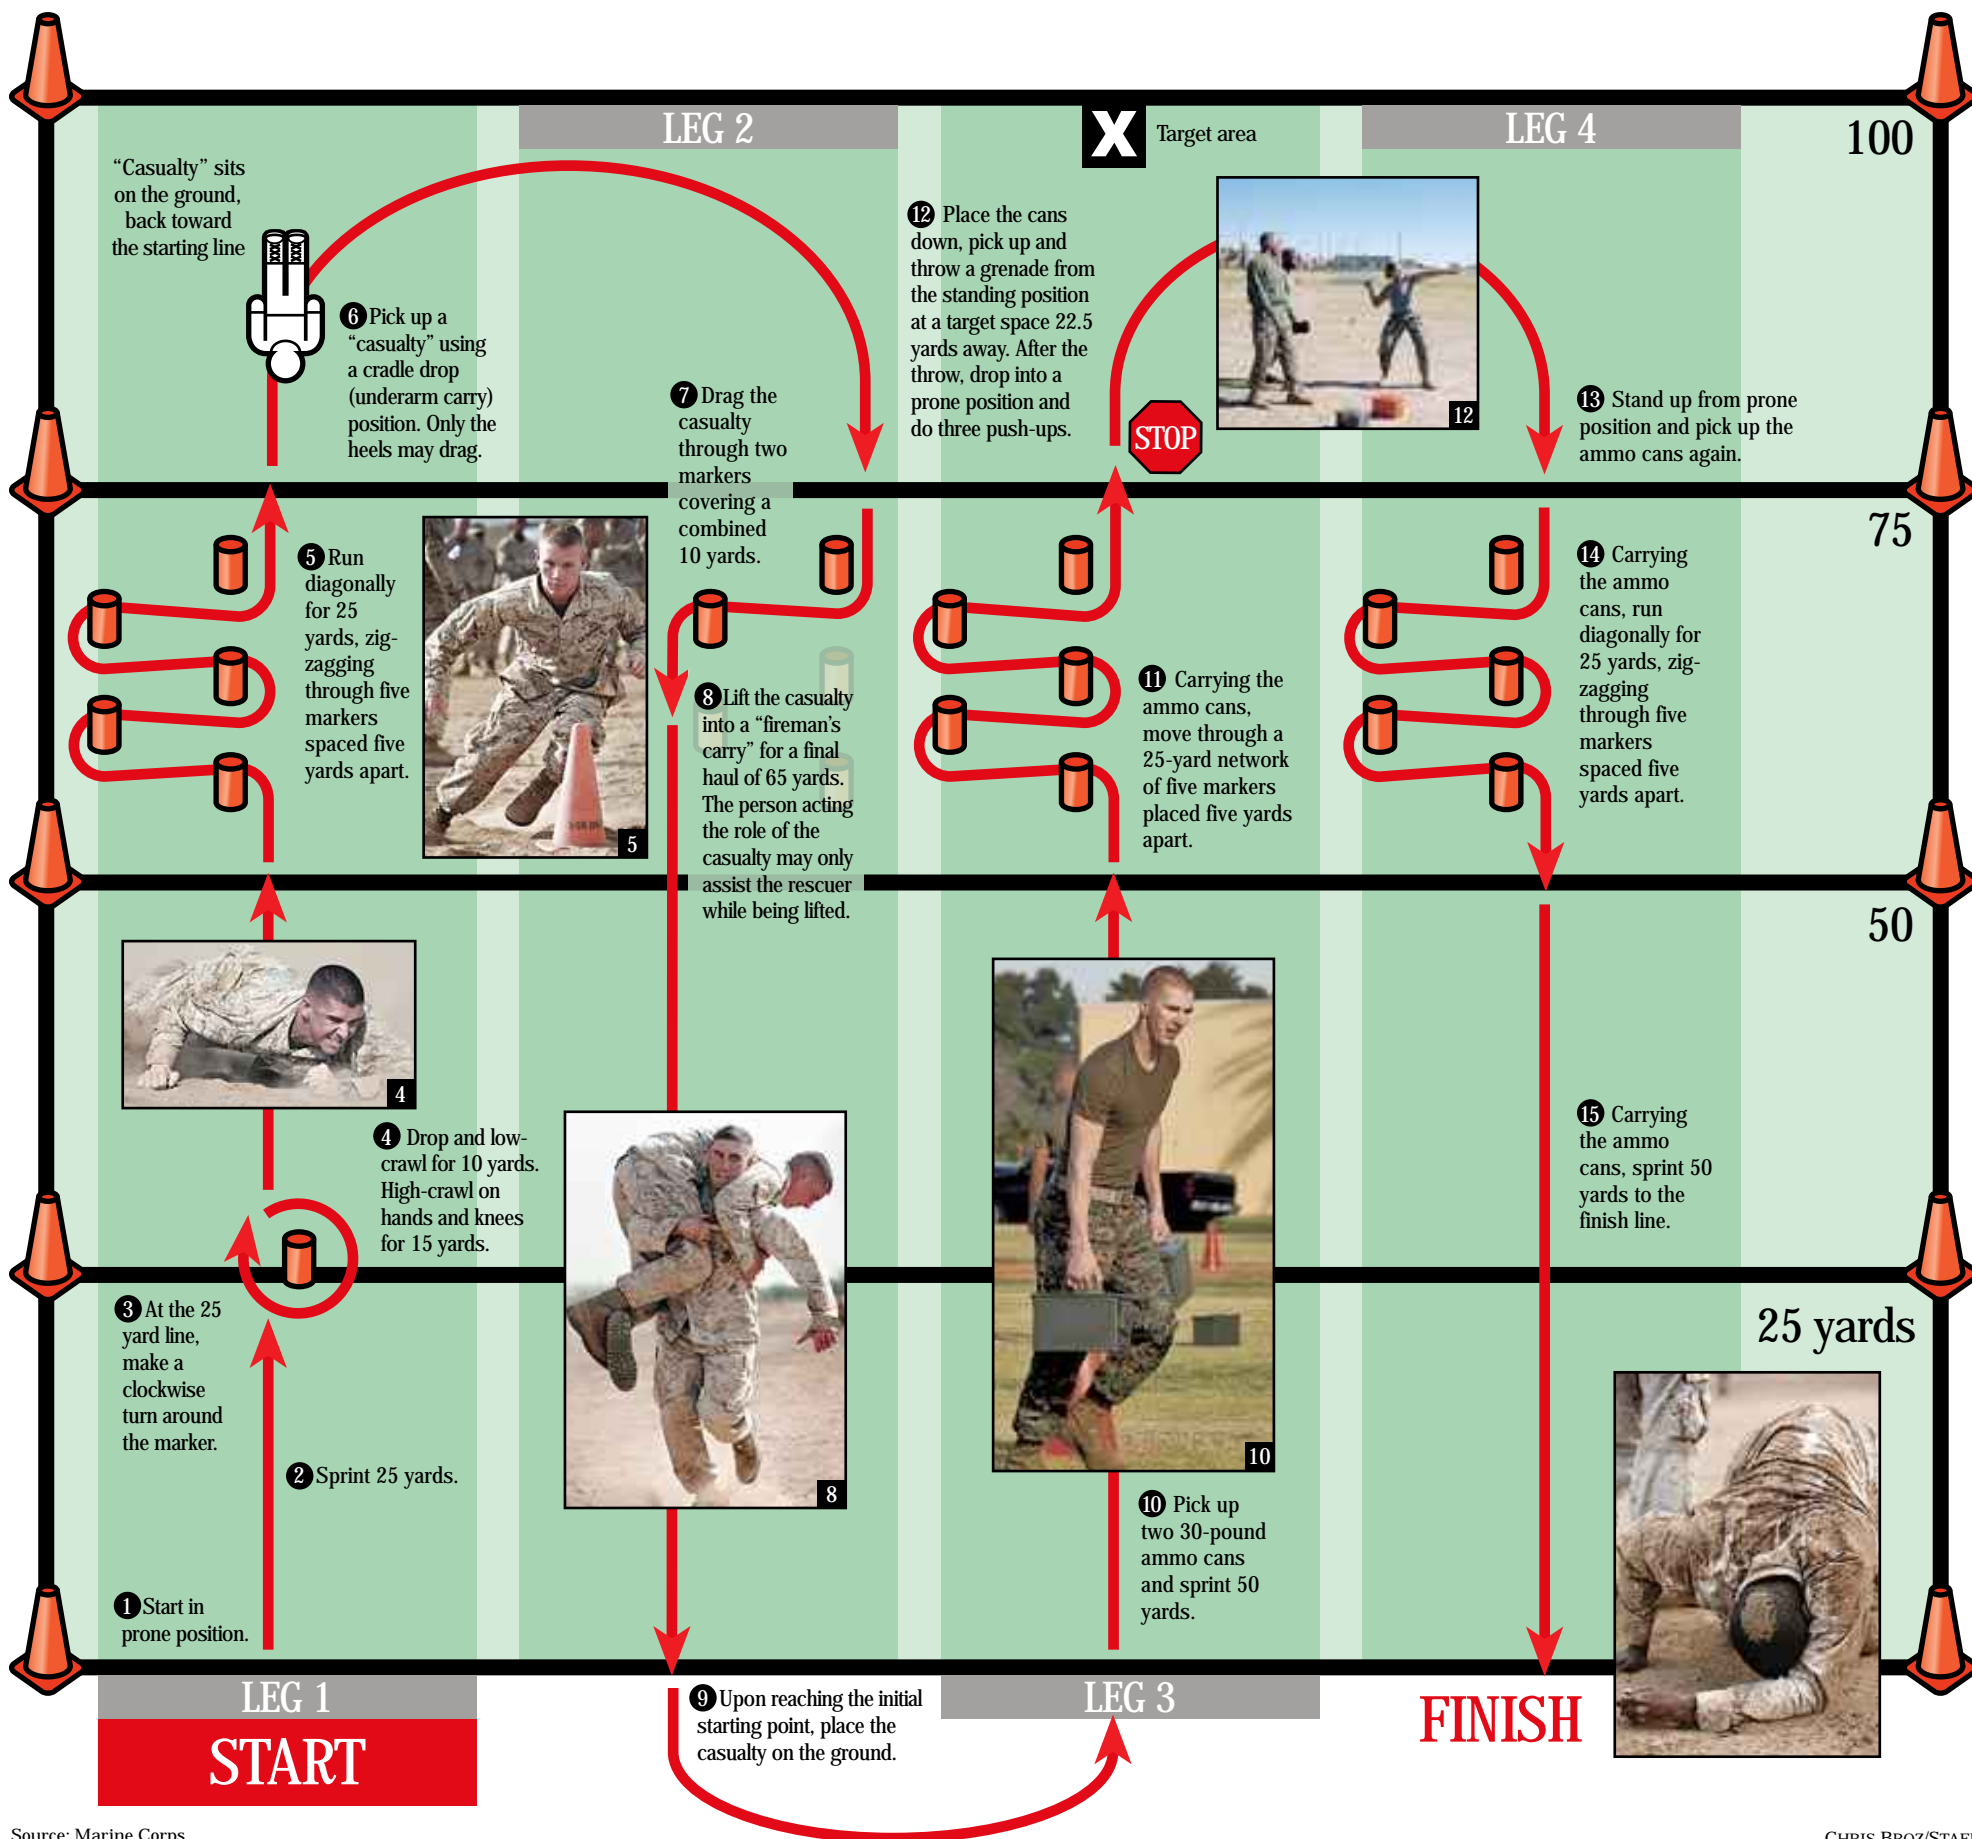 LEG 2
X Target area
LEG 4
100
“Casualty” sits
on the ground,
back toward
the starting line
6 Pick up a
“casualty” using
a cradle drop
(underarm carry)
position. Only the
heels may drag.
7 Drag the
casualty
through two
markers
covering a
combined
10 yards.
12 Place the cans
down, pick up and
throw a grenade from
the standing position
at a target space 22.5
yards away. After the
throw, drop into a
prone position and
do three push-ups.
STOP
12
13 Stand up from prone
position and pick up the
ammo cans again.
75
5 Run
diagonally
for 25
yards, zig-
zagging
through five
markers
spaced five
yards apart.
5
8 Lift the casualty
into a “fireman’s
carry” for a final
haul of 65 yards.
The person acting
the role of the
casualty may only
assist the rescuer
while being lifted.
11 Carrying the
ammo cans,
move through a
25-yard network
of five markers
placed five yards
apart.
14 Carrying
the ammo
cans, run
diagonally for
25 yards, zig-
zagging
through five
markers
spaced five
yards apart.
50
4
4 Drop and low-
crawl for 10 yards.
High-crawl on
hands and knees
for 15 yards.
15 Carrying
the ammo
cans, sprint 50
yards to the
finish line.
25 yards
3 At the 25
yard line,
make a
clockwise
turn around
the marker.
2 Sprint 25 yards.
8
10
10 Pick up
two 30-pound
ammo cans
and sprint 50
yards.
1 Start in
prone position.
LEG 1
START
9 Upon reaching the initial
starting point, place the
casualty on the ground.
LEG 3
FINISH
Source: Marine Corps
CHRIS BROZ/STAFF